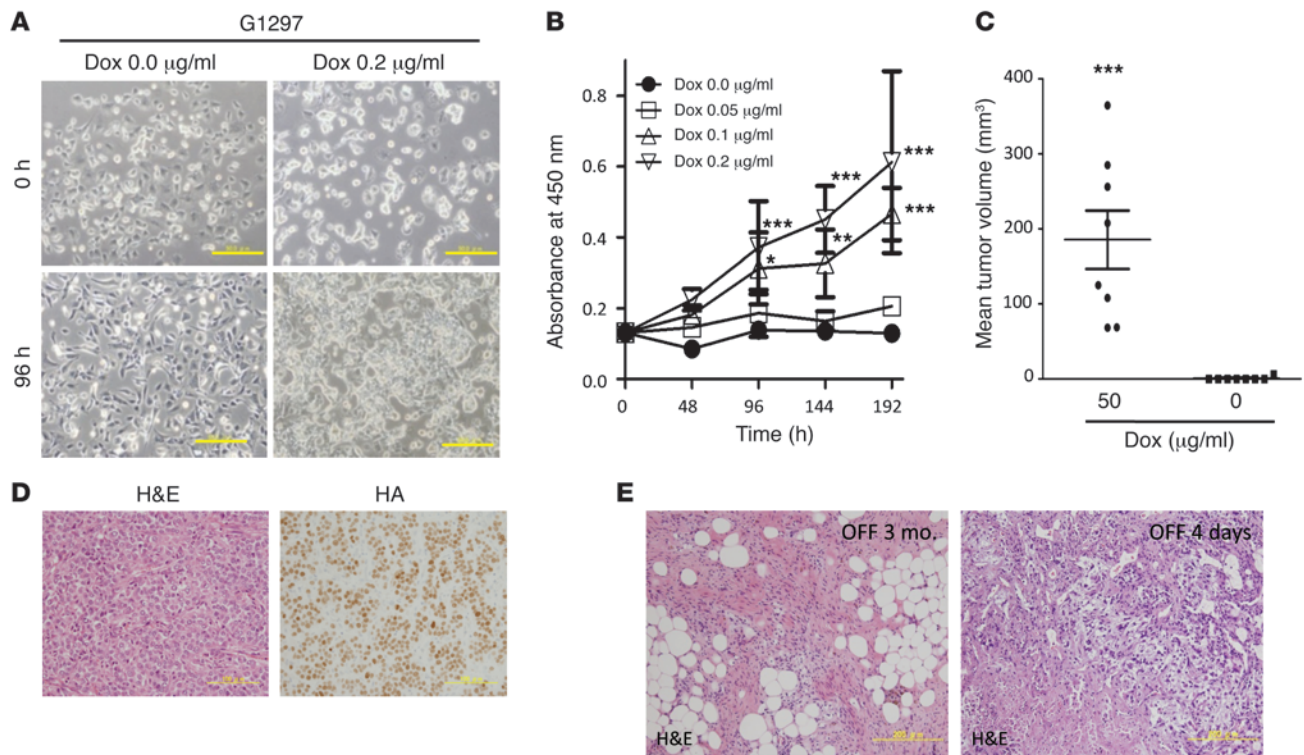 A
G1297
Dox 0.0 µg/ml
Dox 0.2 µg/ml
0 h
96 h
B
Absorbance at 450 nm
0.8
0.6
0.4
0.2
0.0
Dox 0.0 µg/ml
Dox 0.05 µg/ml
Dox 0.1 µg/ml
Dox 0.2 µg/ml
***
*
***
**
***
***
0 48 96 144 192
Time (h)
C
Mean tumor volume (mm³)
400
300
200
100
0
***
50 0
Dox (µg/ml)
D
H&E
HA
E
OFF 3 mo.
H&E
OFF 4 days
H&E